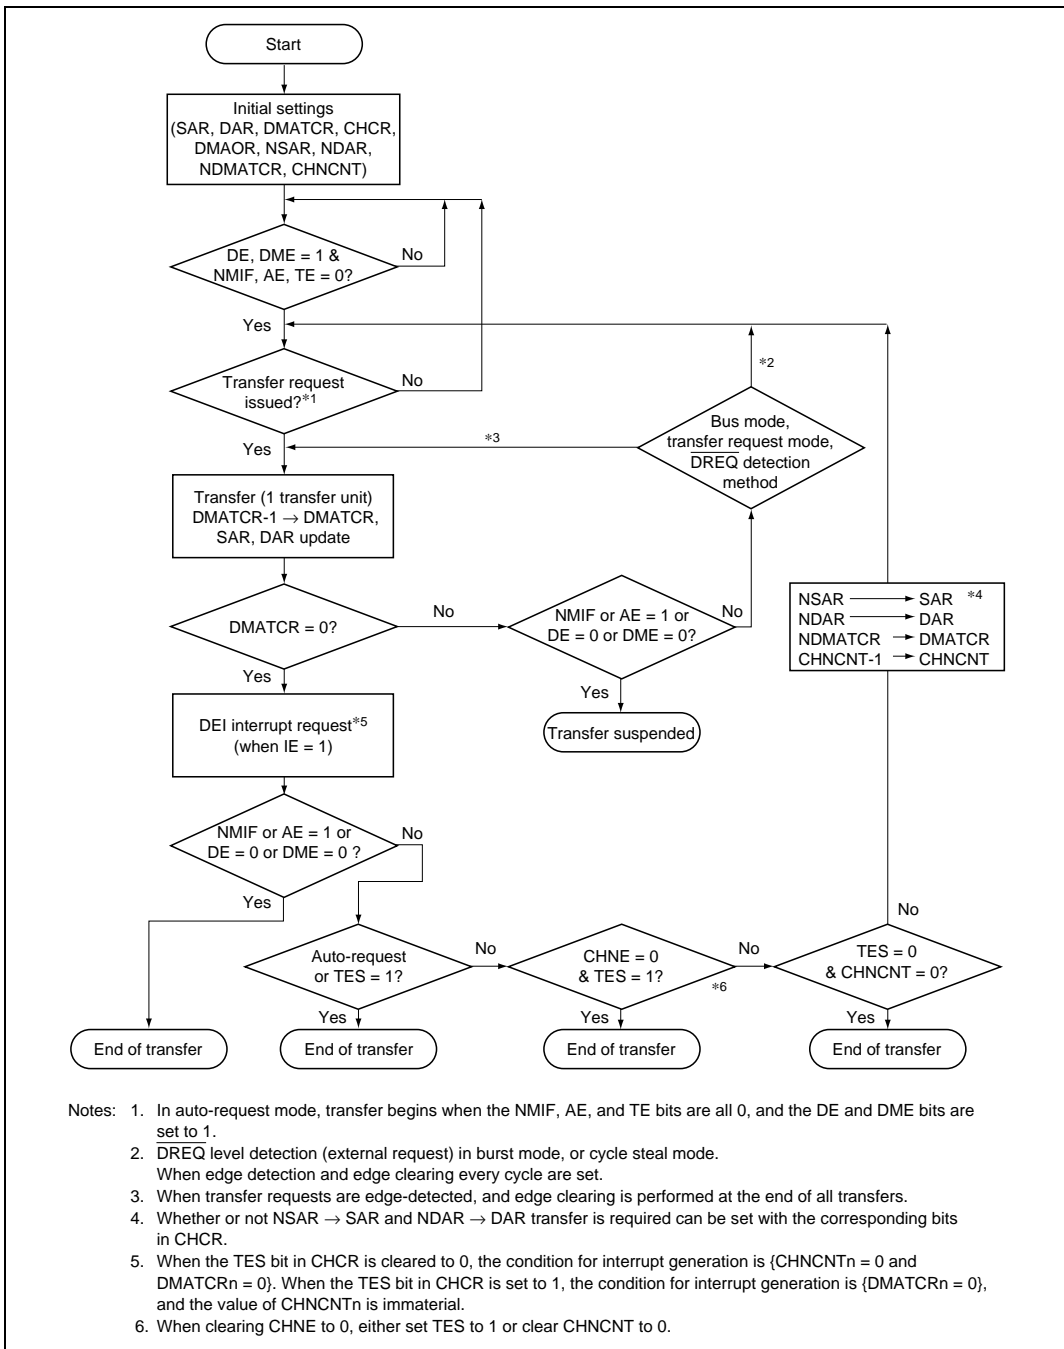 Start
Initial settings
(SAR, DAR, DMATCR, CHCR,
DMAOR, NSAR, NDAR,
NDMATCR, CHNCNT)
DE, DME = 1 &
NMIF, AE, TE = 0?
No
Yes
Transfer request
issued?*1
No
Yes
*2
Bus mode,
transfer request mode,
DREQ detection
method
*3
Transfer (1 transfer unit)
DMATCR-1 → DMATCR,
SAR, DAR update
DMATCR = 0?
No
Yes
NMIF or AE = 1 or
DE = 0 or DME = 0?
No
Yes
Transfer suspended
NSAR → SAR *4
NDAR → DAR
NDMATCR → DMATCR
CHNCNT-1 → CHNCNT
DEI interrupt request*5
(when IE = 1)
NMIF or AE = 1 or
DE = 0 or DME = 0 ?
No
Yes
Auto-request
or TES = 1?
No
Yes
CHNE = 0
& TES = 1?
No
*6
Yes
TES = 0
& CHNCNT = 0?
No
Yes
End of transfer
End of transfer
End of transfer
End of transfer
Notes: 1. In auto-request mode, transfer begins when the NMIF, AE, and TE bits are all 0, and the DE and DME bits are
set to 1.
2. DREQ level detection (external request) in burst mode, or cycle steal mode.
When edge detection and edge clearing every cycle are set.
3. When transfer requests are edge-detected, and edge clearing is performed at the end of all transfers.
4. Whether or not NSAR → SAR and NDAR → DAR transfer is required can be set with the corresponding bits
in CHCR.
5. When the TES bit in CHCR is cleared to 0, the condition for interrupt generation is {CHNCNTn = 0 and
DMATCRn = 0}. When the TES bit in CHCR is set to 1, the condition for interrupt generation is {DMATCRn = 0},
and the value of CHNCNTn is immaterial.
6. When clearing CHNE to 0, either set TES to 1 or clear CHNCNT to 0.